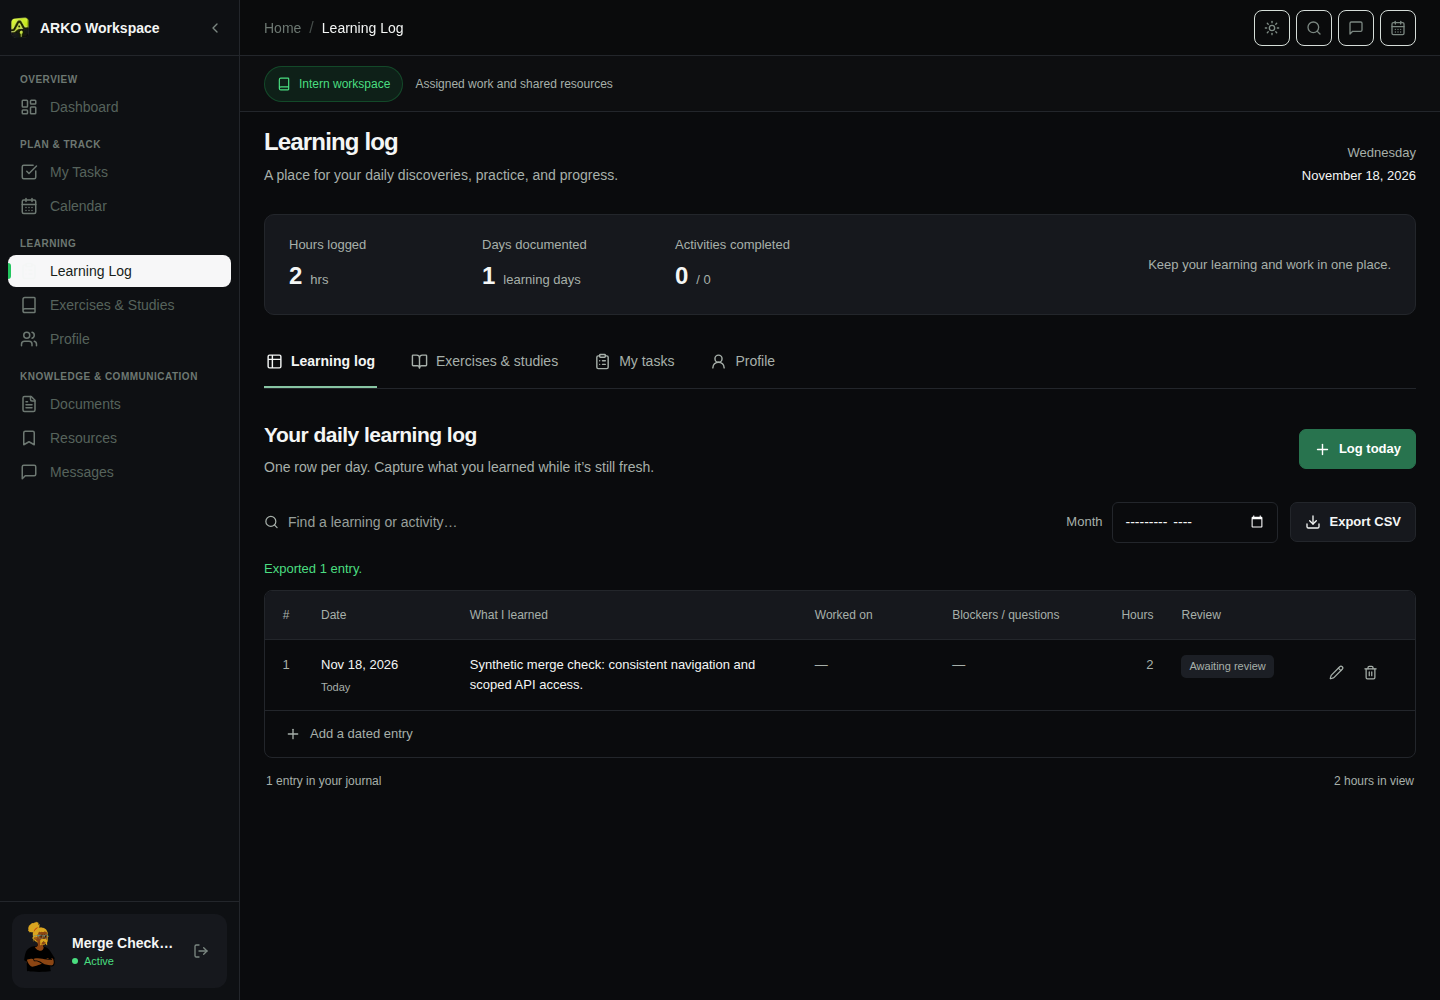 ARKO Workspace
Home / Learning Log
OVERVIEW
Dashboard
PLAN & TRACK
My Tasks
Calendar
LEARNING
Learning Log
Exercises & Studies
Profile
KNOWLEDGE & COMMUNICATION
Documents
Resources
Messages
Merge Check…
Active
Intern workspace
Assigned work and shared resources
Learning log
A place for your daily discoveries, practice, and progress.
Wednesday
November 18, 2026
Hours logged
2 hrs
Days documented
1 learning days
Activities completed
0 / 0
Keep your learning and work in one place.
Learning log
Exercises & studies
My tasks
Profile
Your daily learning log
One row per day. Capture what you learned while it’s still fresh.
Log today
Find a learning or activity…
Month
--------- ----
Export CSV
Exported 1 entry.
# Date What I learned Worked on Blockers / questions Hours Review
1 Nov 18, 2026 Synthetic merge check: consistent navigation and — — 2 Awaiting review
Today scoped API access.
Add a dated entry
1 entry in your journal
2 hours in view